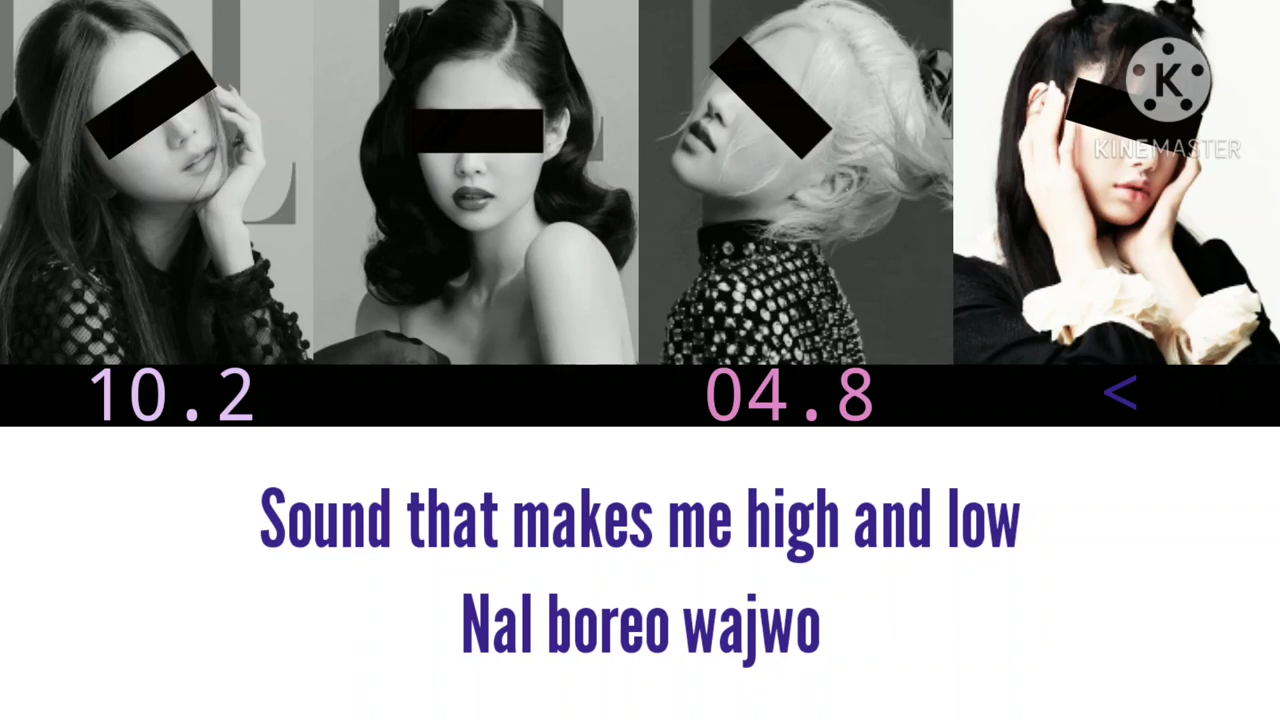 K
KINEMASTER
10.2
04.8
<
Sound that makes me high and low
Nal boreo wajwo